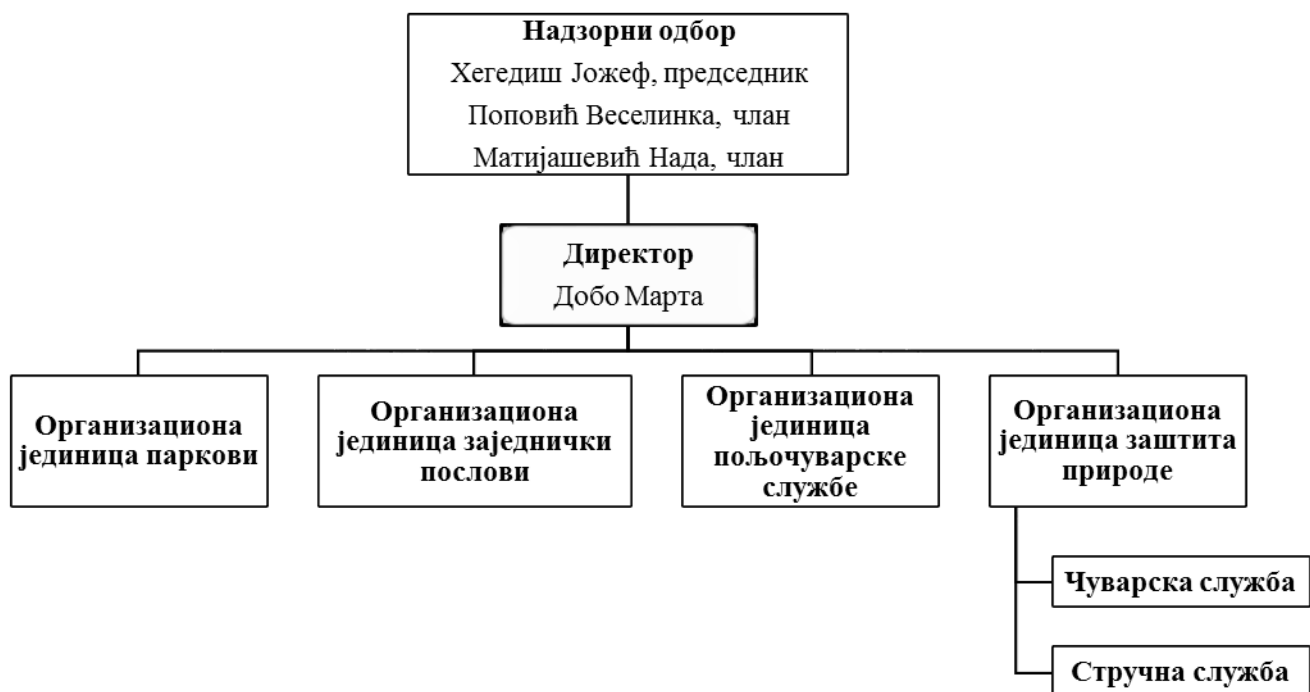 Надзорни одбор
Хегедиш Јожеф, председник
Поповић Веселинка, члан
Матијашевић Нада, члан
Директор
Добо Марта
Организациона
јединица паркови
Организациона
јединица заједнички
послови
Организациона
јединица
пољочуварске
службе
Организациона
јединица заштита
природе
Чуварска служба
Стручна служба